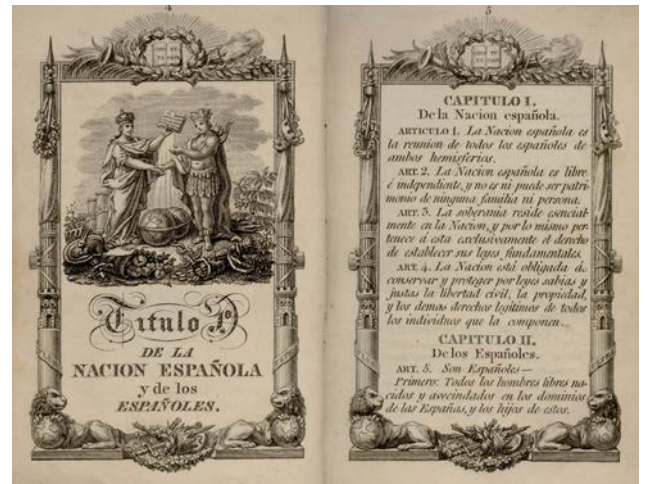 4
Titulo I.º
DE LA
NACION ESPAÑOLA
y de los
ESPAÑOLES.
5
CAPITULO I.
De la Nacion española.
ARTICULO 1. La Nacion española es
la reunion de todos los españoles de
ambos hemisferios.
ART. 2. La Nacion española es libre
é independiente, y no es ni puede ser patri-
monio de ninguna familia ni persona.
ART. 3. La soberanía reside esencial-
mente en la Nacion, y por lo mismo per-
tenece á esta exclusivamente el derecho
de establecer sus leyes fundamentales.
ART. 4. La Nacion está obligada á
conservar y proteger por leyes sabias y
justas la libertad civil, la propiedad,
y los demas derechos legítimos de todos
los individuos que la componen.
CAPITULO II.
De los Españoles.
ART. 5. Son Españoles—
Primero: Todos los hombres libres na-
cidos y avecindados en los dominios
de las Españas, y los hijos de estos.